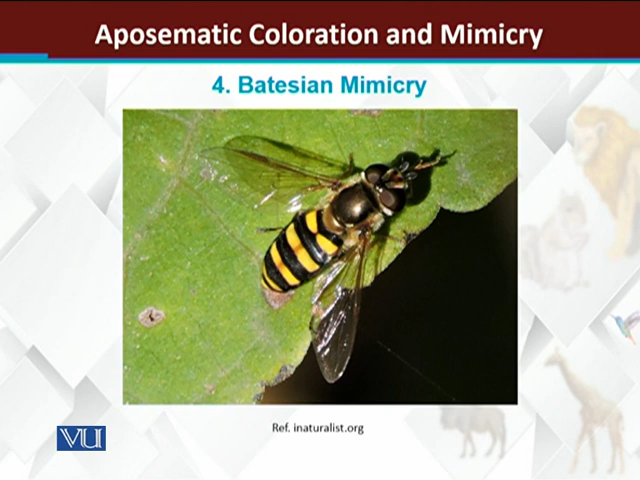 Aposematic Coloration and Mimicry
4. Batesian Mimicry
Ref. inaturalist.org
VU